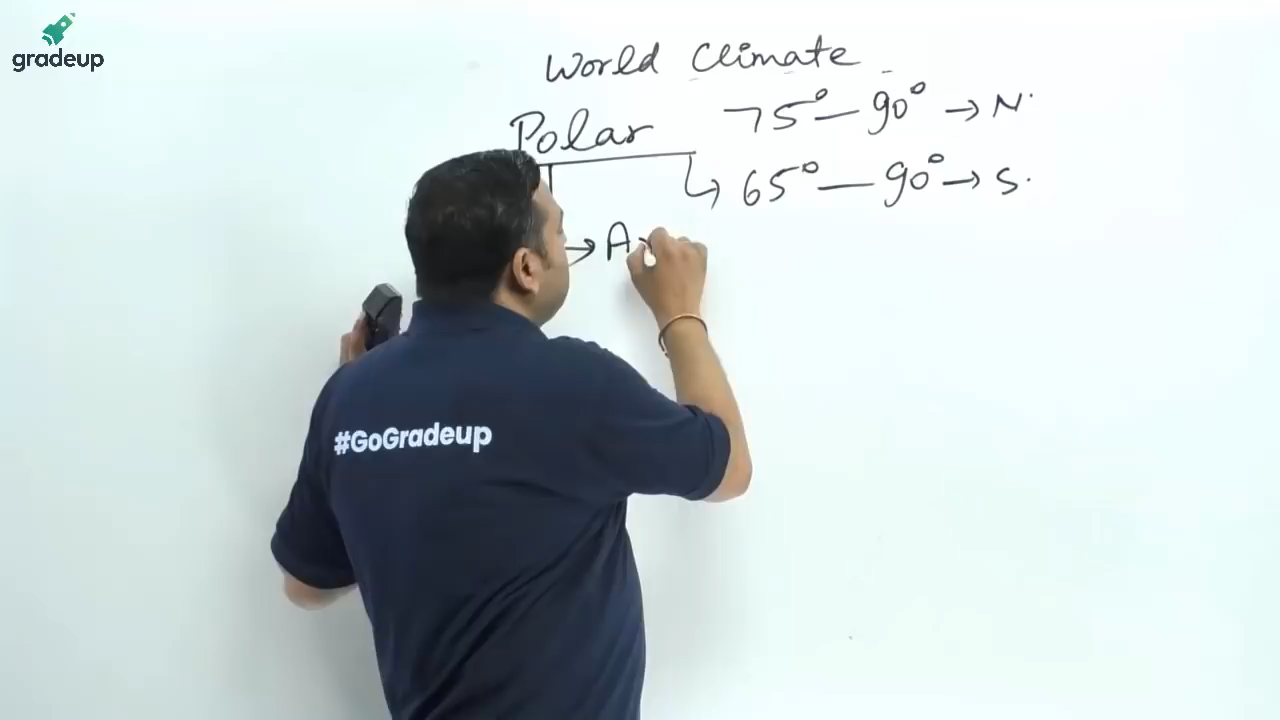 gradeup
World Climate
Polar 75° — 90° → N.
↳ 65° — 90° → S.
→ A
#GoGradeup